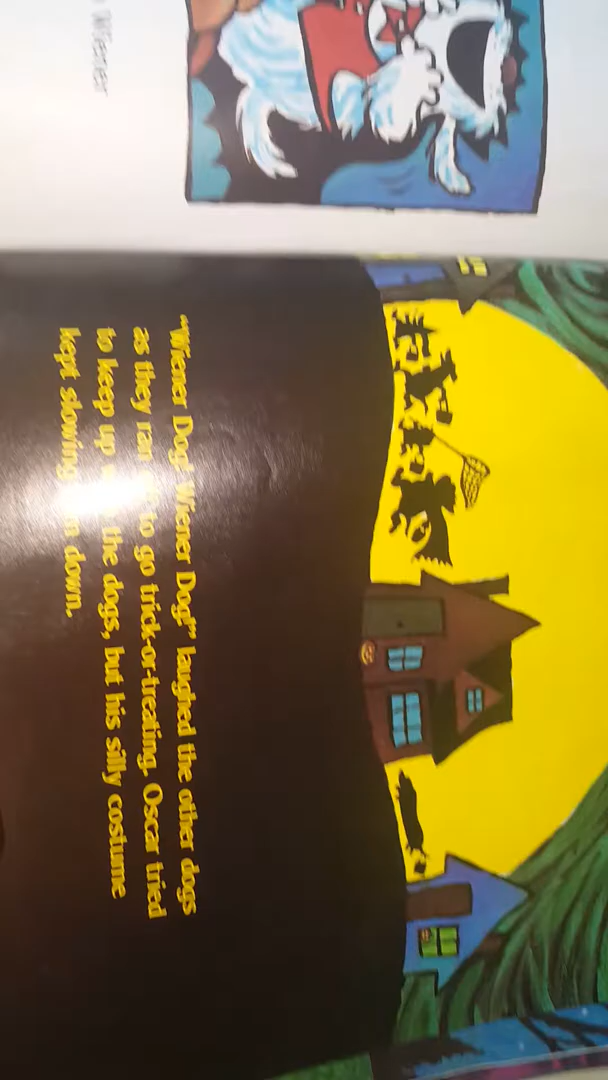 Wiener
"Wiener Dog! Wiener Dog!" laughed the other dogs
as they ran to go trick-or-treating. Oscar tried
to keep up the dogs, but his silly costume
kept slowing down.